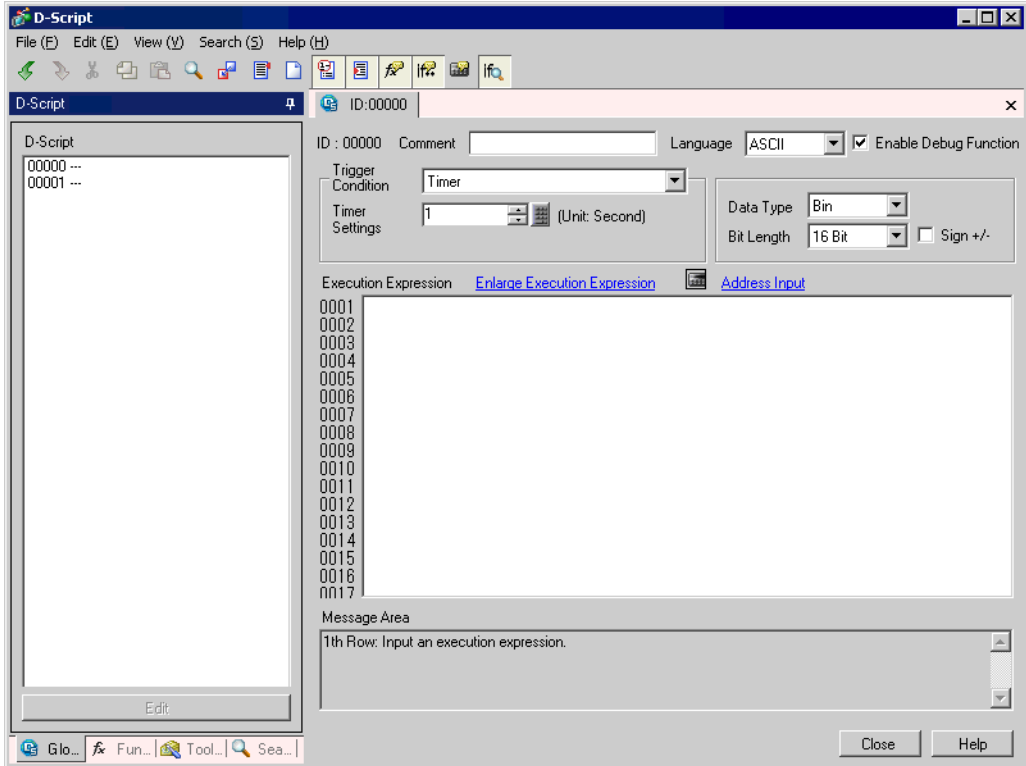 D-Script
File (F) Edit (E) View (V) Search (S) Help (H)
D-Script
D-Script
00000 ---
00001 ---
Edit
Glo... Fun... Tool... Sea...
ID:00000
ID : 00000 Comment Language ASCII Enable Debug Function
Trigger Condition Timer
Timer Settings 1 (Unit: Second)
Data Type Bin
Bit Length 16 Bit Sign +/-
Execution Expression Enlarge Execution Expression Address Input
0001
0002
0003
0004
0005
0006
0007
0008
0009
0010
0011
0012
0013
0014
0015
0016
0017
Message Area
1th Row: Input an execution expression.
Close Help